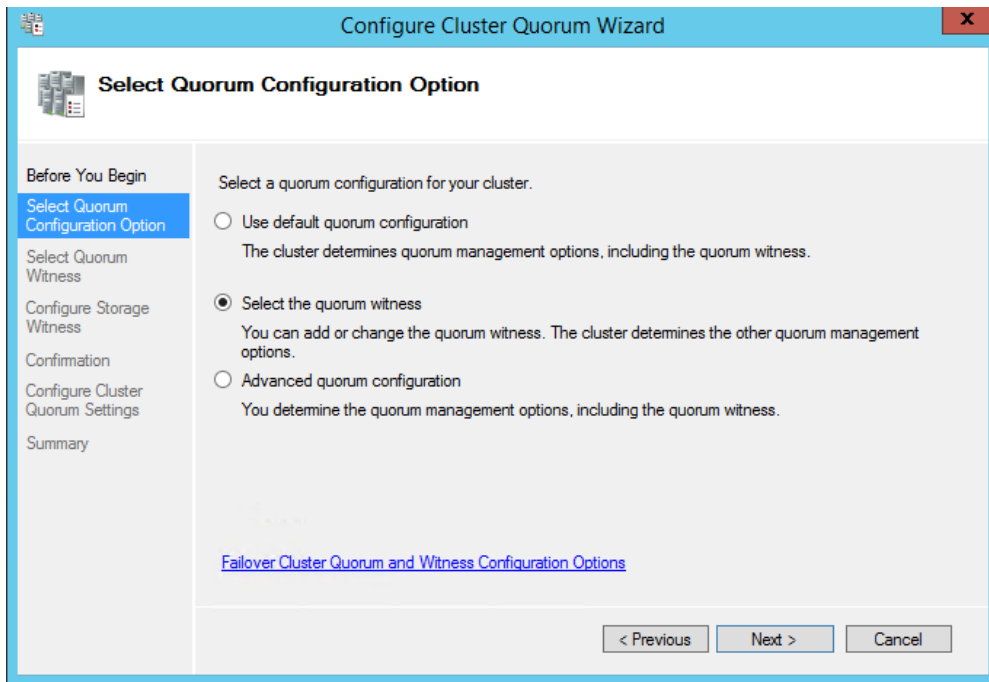 Configure Cluster Quorum Wizard
x
Select Quorum Configuration Option
Before You Begin
Select Quorum
Configuration Option
Select Quorum
Witness
Configure Storage
Witness
Confirmation
Configure Cluster
Quorum Settings
Summary
Select a quorum configuration for your cluster.
Use default quorum configuration
The cluster determines quorum management options, including the quorum witness.
Select the quorum witness
You can add or change the quorum witness. The cluster determines the other quorum management
options.
Advanced quorum configuration
You determine the quorum management options, including the quorum witness.
Failover Cluster Quorum and Witness Configuration Options
< Previous
Next >
Cancel